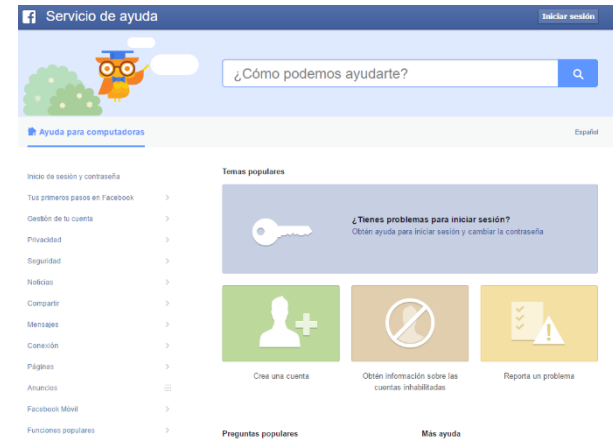 f Servicio de ayuda
Iniciar sesión
¿Cómo podemos ayudarte?
Ayuda para computadoras
Español
Inicio de sesión y contraseña
Tus primeros pasos en Facebook
Gestión de tu cuenta
Privacidad
Seguridad
Noticias
Compartir
Mensajes
Conexión
Páginas
Anuncios
Facebook Móvil
Funciones populares
Temas populares
¿Tienes problemas para iniciar sesión?
Obtén ayuda para iniciar sesión y cambiar la contraseña
Crea una cuenta
Obtén información sobre las
cuentas inhabilitadas
Reporta un problema
Preguntas populares
Más ayuda